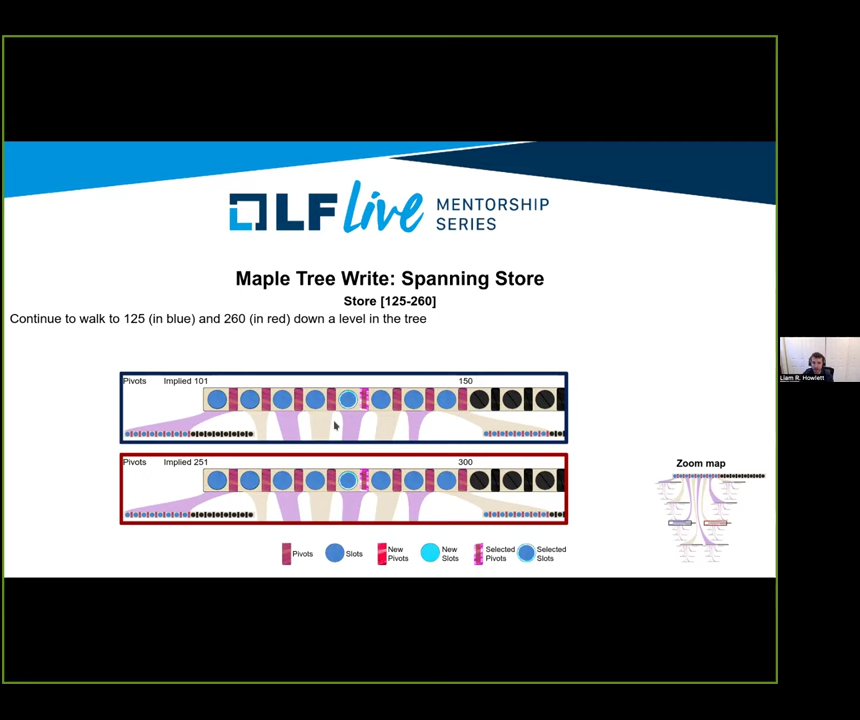 LF Live MENTORSHIP SERIES
Maple Tree Write: Spanning Store
Store [125-260]
Continue to walk to 125 (in blue) and 260 (in red) down a level in the tree
Pivots Implied 101 150
Pivots Implied 251 300
Liam R. Howlett
Zoom map
Pivots Slots New Pivots New Slots Selected Pivots Selected Slots